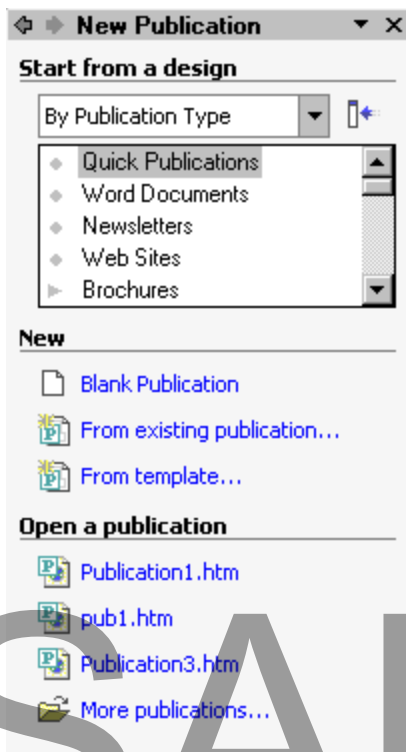 New Publication
Start from a design
By Publication Type
Quick Publications
Word Documents
Newsletters
Web Sites
Brochures
New
Blank Publication
From existing publication...
From template...
Open a publication
Publication1.htm
pub1.htm
Publication3.htm
More publications...